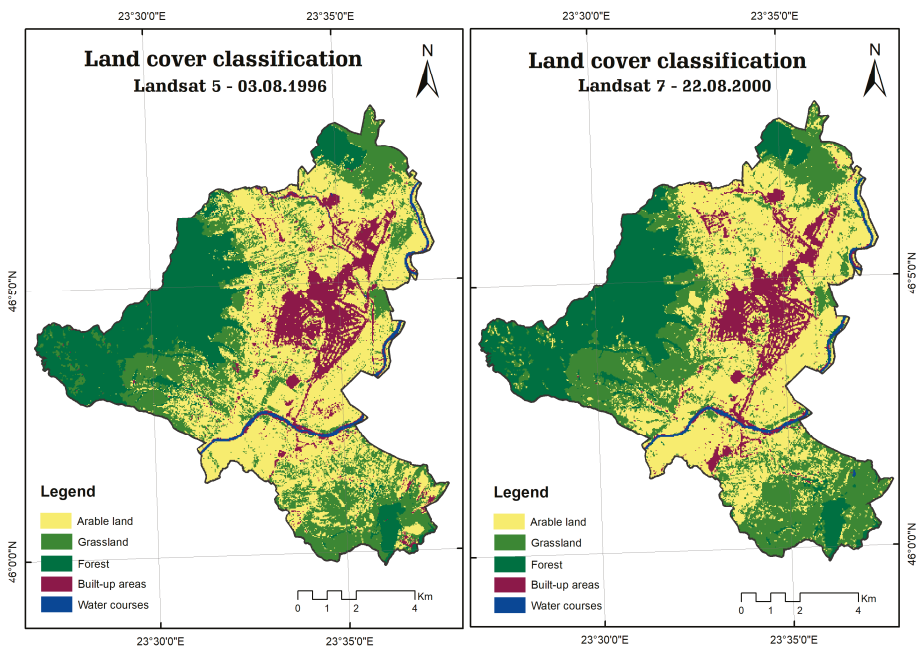 23°30'0"E 23°35'0"E 23°30'0"E 23°35'0"E
Land cover classification
Landsat 5 - 03.08.1996
N
Land cover classification
Landsat 7 - 22.08.2000
N
46°5'0"N
46°5'0"N
46°0'0"N
46°0'0"N
Legend
Arable land
Grassland
Forest
Built-up areas
Water courses
Km
0 1 2 4
Legend
Arable land
Grassland
Forest
Built-up areas
Water courses
Km
0 1 2 4
23°30'0"E 23°35'0"E 23°30'0"E 23°35'0"E